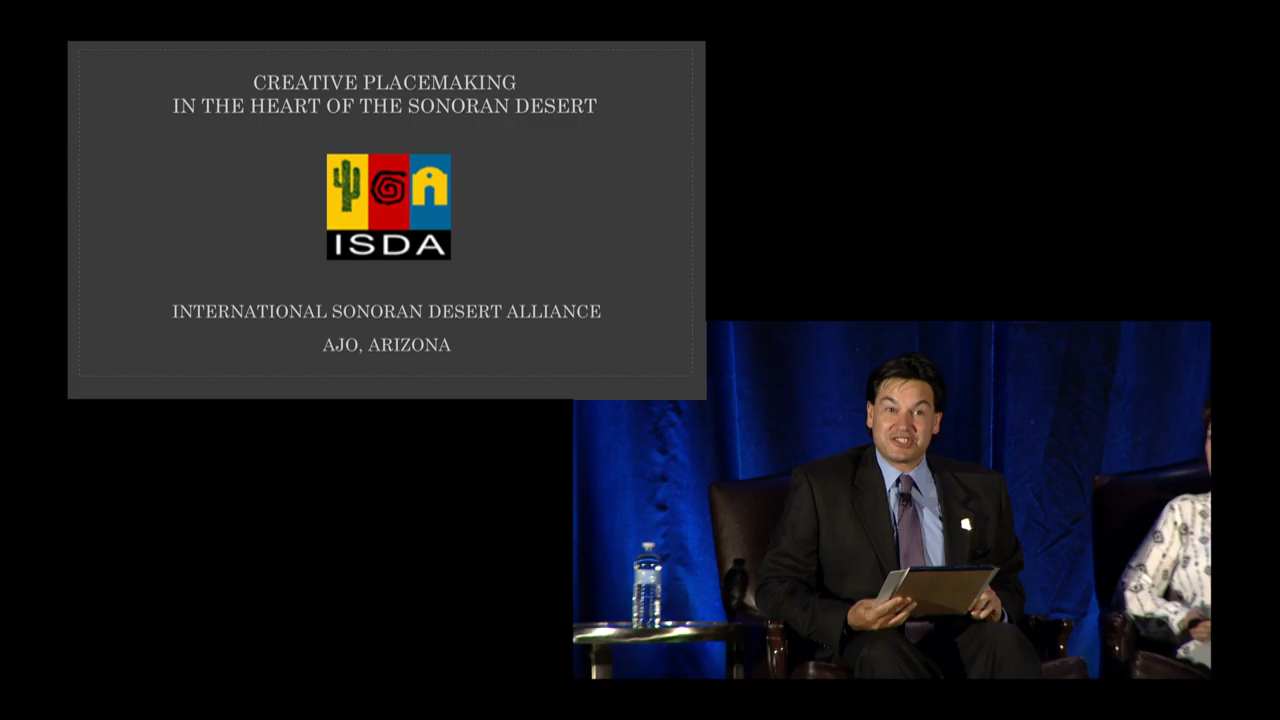 CREATIVE PLACEMAKING
IN THE HEART OF THE SONORAN DESERT
ISDA
INTERNATIONAL SONORAN DESERT ALLIANCE
AJO, ARIZONA